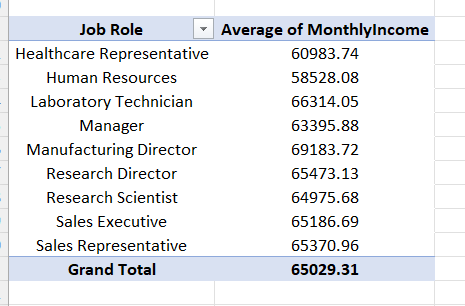 Job Role Average of MonthlyIncome
Healthcare Representative 60983.74
Human Resources 58528.08
Laboratory Technician 66314.05
Manager 63395.88
Manufacturing Director 69183.72
Research Director 65473.13
Research Scientist 64975.68
Sales Executive 65186.69
Sales Representative 65370.96
Grand Total 65029.31